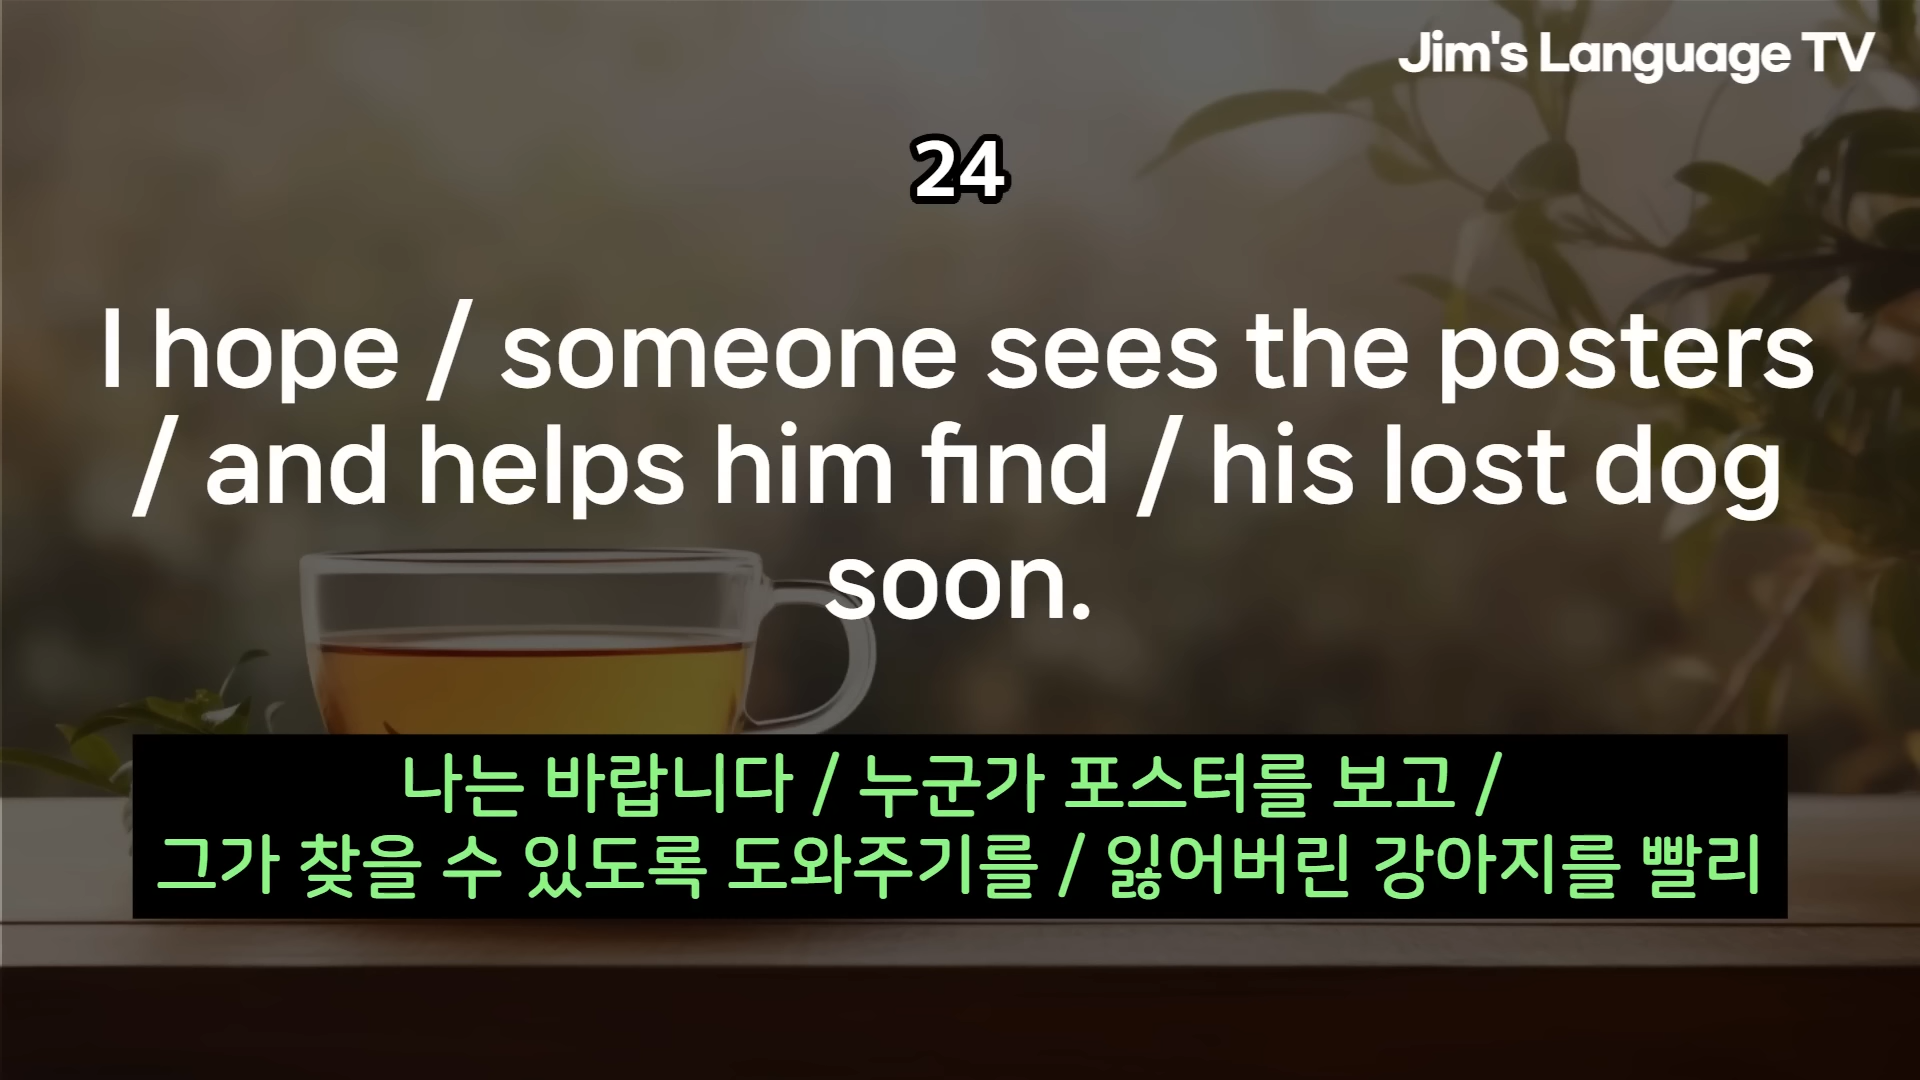 Jim's Language TV
24
I hope / someone sees the posters
/ and helps him find / his lost dog
soon.
나는 바랍니다 / 누군가 포스터를 보고 /
그가 찾을 수 있도록 도와주기를 / 잃어버린 강아지를 빨리